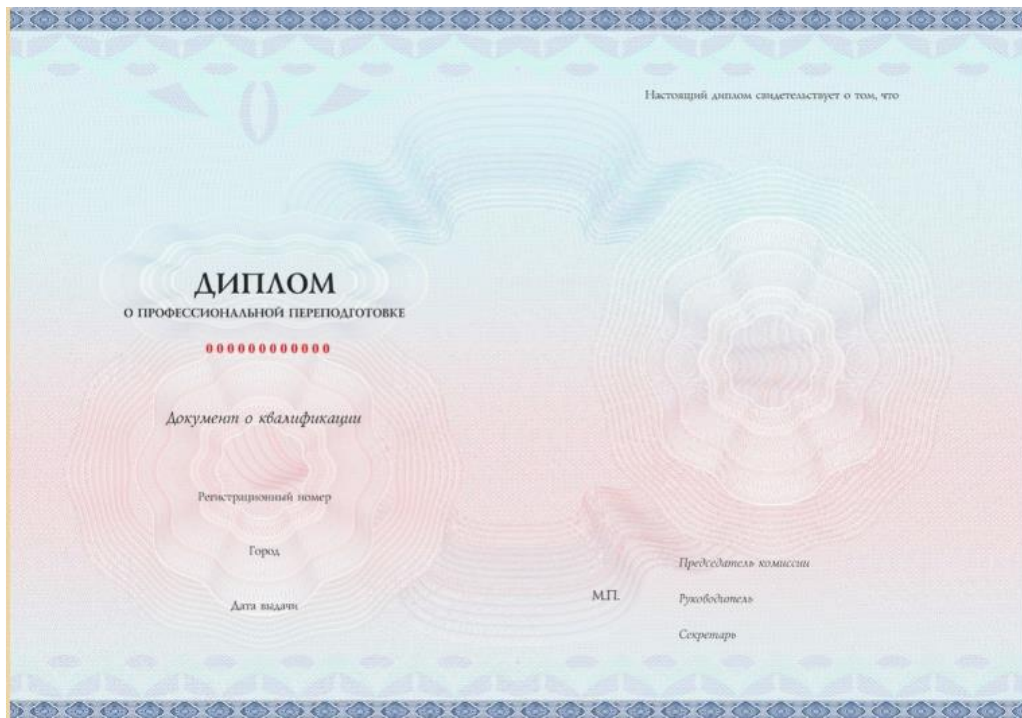 ДИПЛОМ
О ПРОФЕССИОНАЛЬНОЙ ПЕРЕПОДГОТОВКЕ
000000000000
Документ о квалификации
Регистрационный номер
Город
Дата выдачи
Настоящий диплом свидетельствует о том, что
М.П.
Председатель комиссии
Руководитель
Секретарь